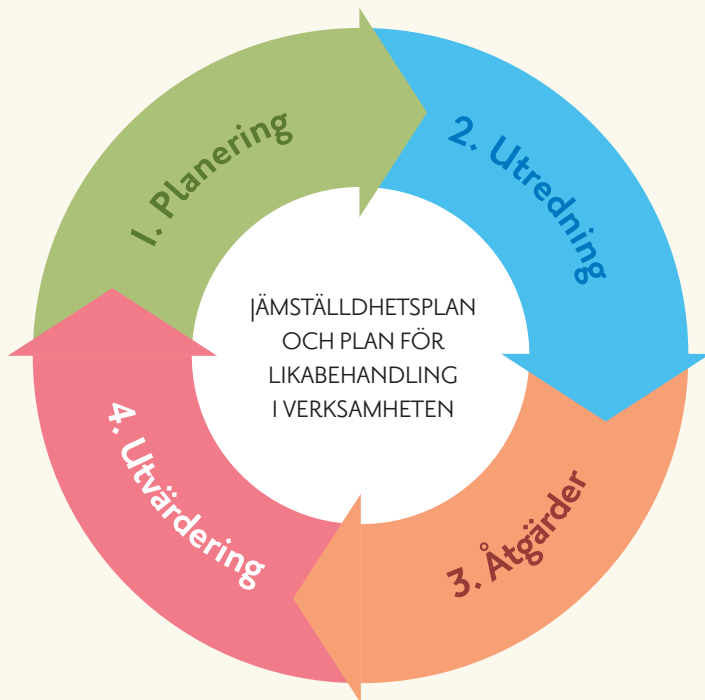 1. Planering
2. Utredning
JÄMSTÄLLDHETSPLAN
OCH PLAN FÖR
LIKABEHANDLING
I VERKSAMHETEN
3. Åtgärder
4. Utvärdering